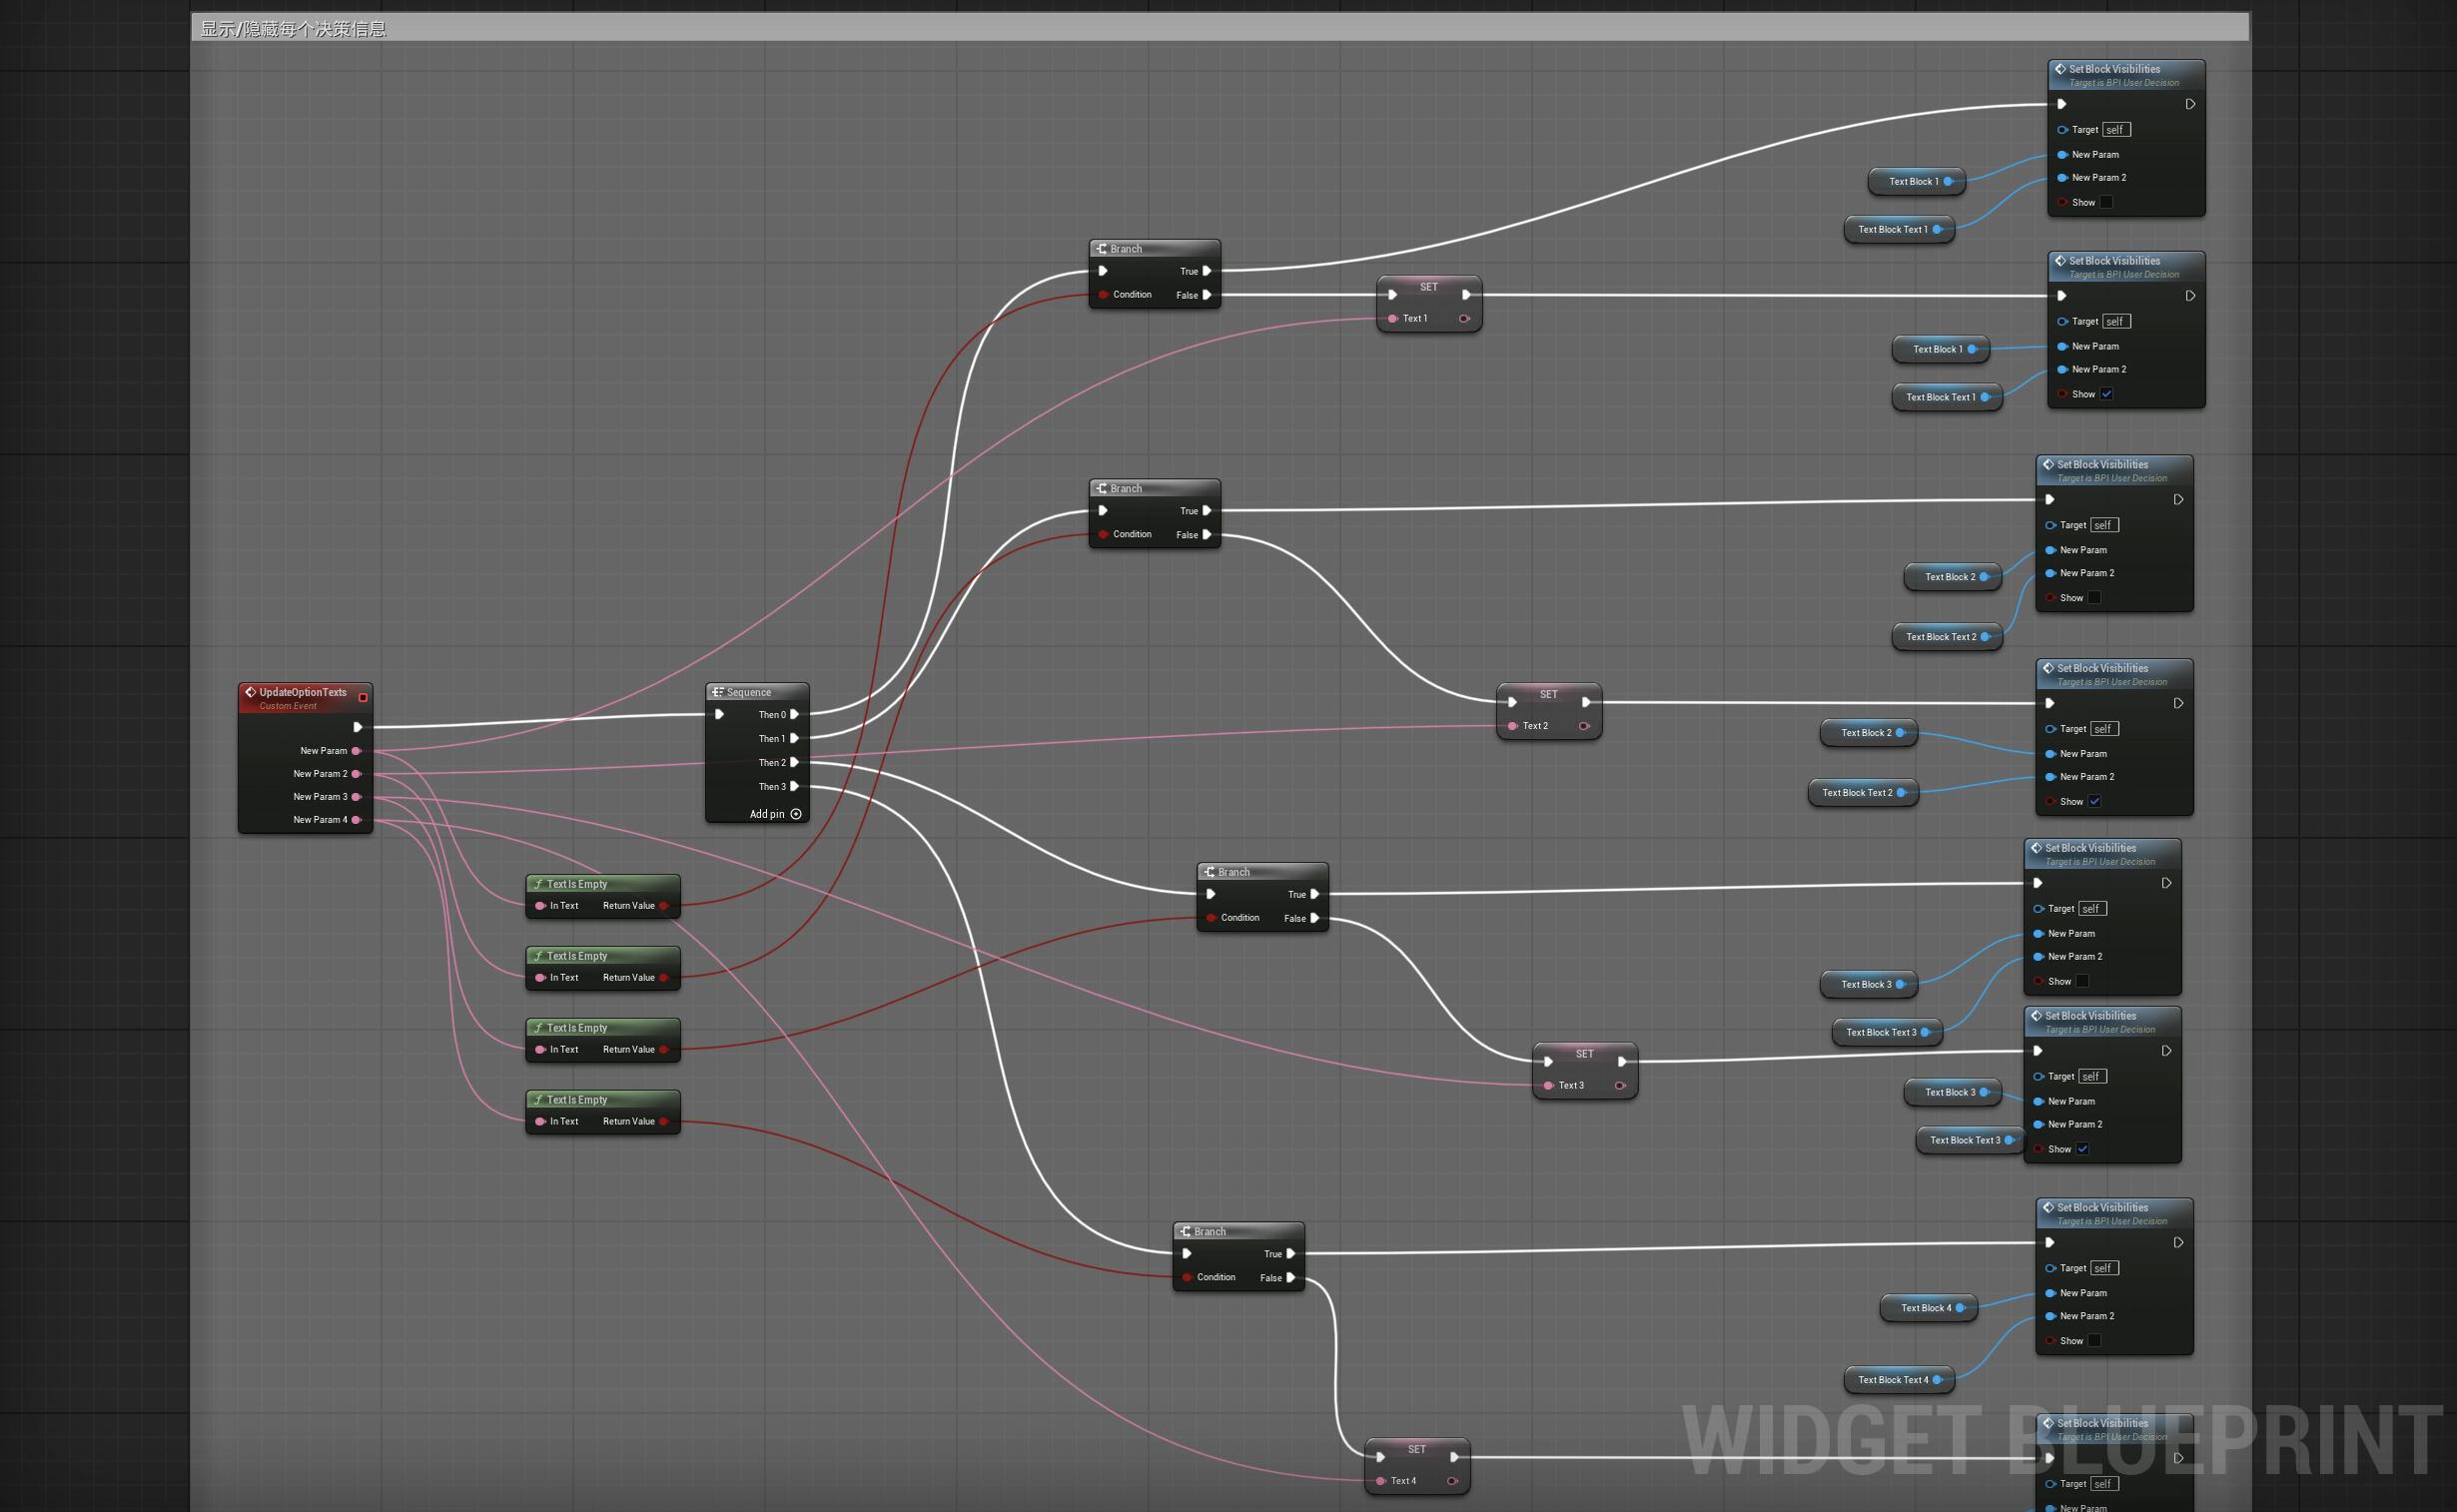 显示/隐藏每个决策信息
Set Block Visibilities
Target is BPI User Decision
Target self
New Param
New Param 2
Show
Text Block 1
Text Block Text 1
Branch
True
Condition False
SET
Text 1
Set Block Visibilities
Target is BPI User Decision
Target self
New Param
New Param 2
Show
Text Block 1
Text Block Text 1
Branch
True
Condition False
Set Block Visibilities
Target is BPI User Decision
Target self
New Param
New Param 2
Show
Text Block 2
Text Block Text 2
UpdateOptionTexts
Custom Event
New Param
New Param 2
New Param 3
New Param 4
Sequence
Then 0
Then 1
Then 2
Then 3
Add pin
SET
Text 2
Set Block Visibilities
Target is BPI User Decision
Target self
New Param
New Param 2
Show
Text Block 2
Text Block Text 2
Text Is Empty
In Text Return Value
Text Is Empty
In Text Return Value
Text Is Empty
In Text Return Value
Text Is Empty
In Text Return Value
Branch
True
Condition False
Set Block Visibilities
Target is BPI User Decision
Target self
New Param
New Param 2
Show
Text Block 3
Text Block Text 3
SET
Text 3
Set Block Visibilities
Target is BPI User Decision
Target self
New Param
New Param 2
Show
Text Block 3
Text Block Text 3
Branch
True
Condition False
Set Block Visibilities
Target is BPI User Decision
Target self
New Param
New Param 2
Show
Text Block 4
Text Block Text 4
SET
Text 4
Set Block Visibilities
Target is BPI User Decision
Target self
New Param
WIDGET BLUEPRINT